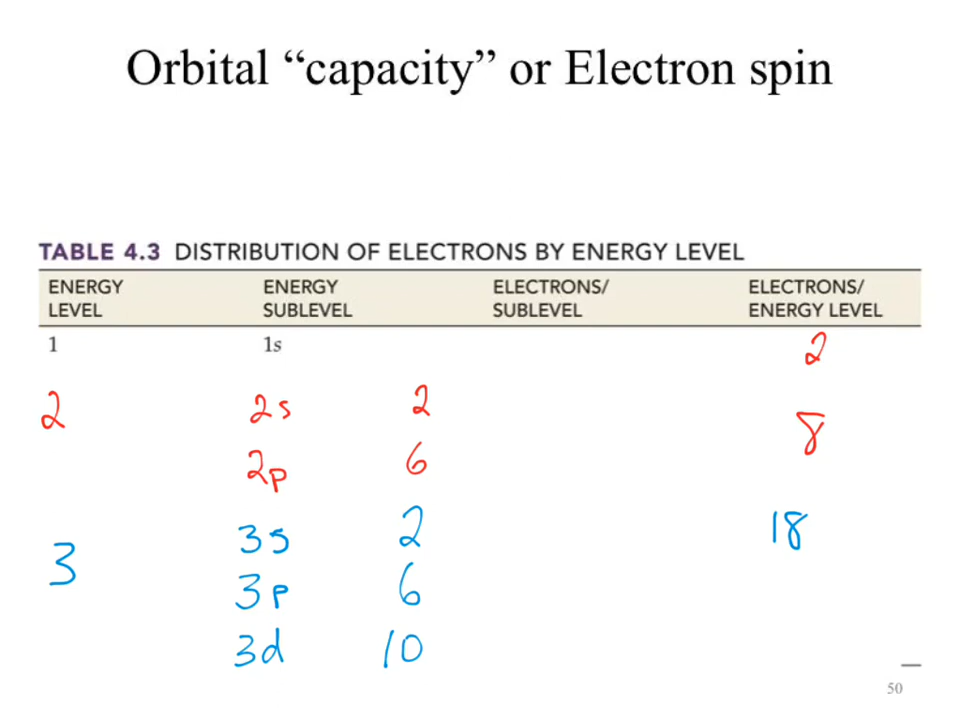 Orbital “capacity” or Electron spin
TABLE 4.3 DISTRIBUTION OF ELECTRONS BY ENERGY LEVEL
ENERGY LEVEL ENERGY SUBLEVEL ELECTRONS/ SUBLEVEL ELECTRONS/ ENERGY LEVEL
1 1s 2
2 2s 2 8
2p 6
3 3s 2 18
3p 6
3d 10
50